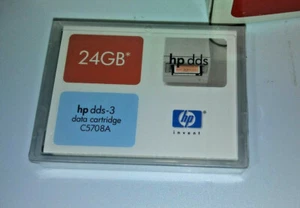 24GB*
hp dds
hp dds-3
data cartridge
C5708A
hp
invent